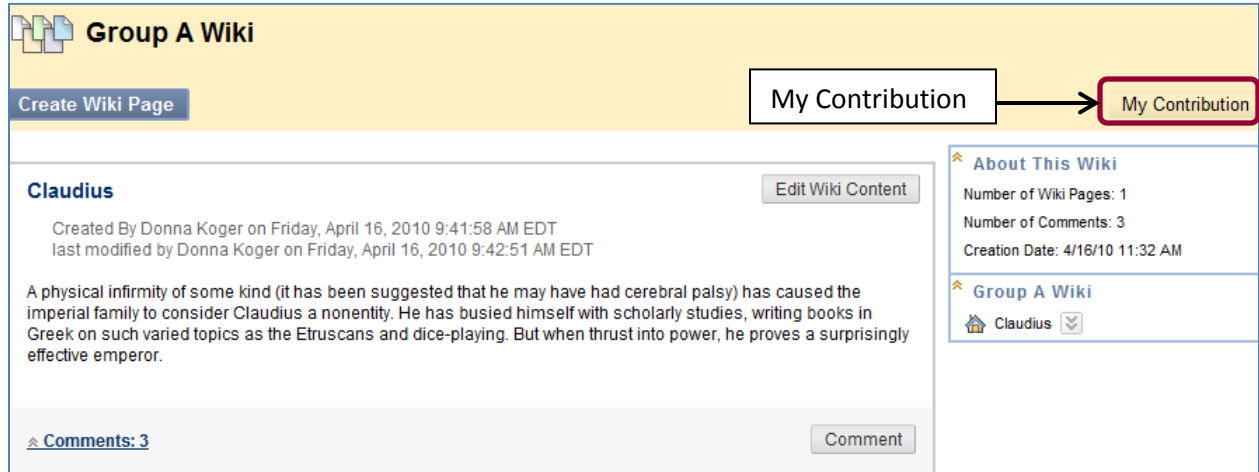 Group A Wiki
Create Wiki Page
My Contribution
My Contribution
Claudius
Edit Wiki Content
Created By Donna Koger on Friday, April 16, 2010 9:41:58 AM EDT
last modified by Donna Koger on Friday, April 16, 2010 9:42:51 AM EDT
A physical infirmity of some kind (it has been suggested that he may have had cerebral palsy) has caused the
imperial family to consider Claudius a nonentity. He has busied himself with scholarly studies, writing books in
Greek on such varied topics as the Etruscans and dice-playing. But when thrust into power, he proves a surprisingly
effective emperor.
Comments: 3
Comment
About This Wiki
Number of Wiki Pages: 1
Number of Comments: 3
Creation Date: 4/16/10 11:32 AM
Group A Wiki
Claudius